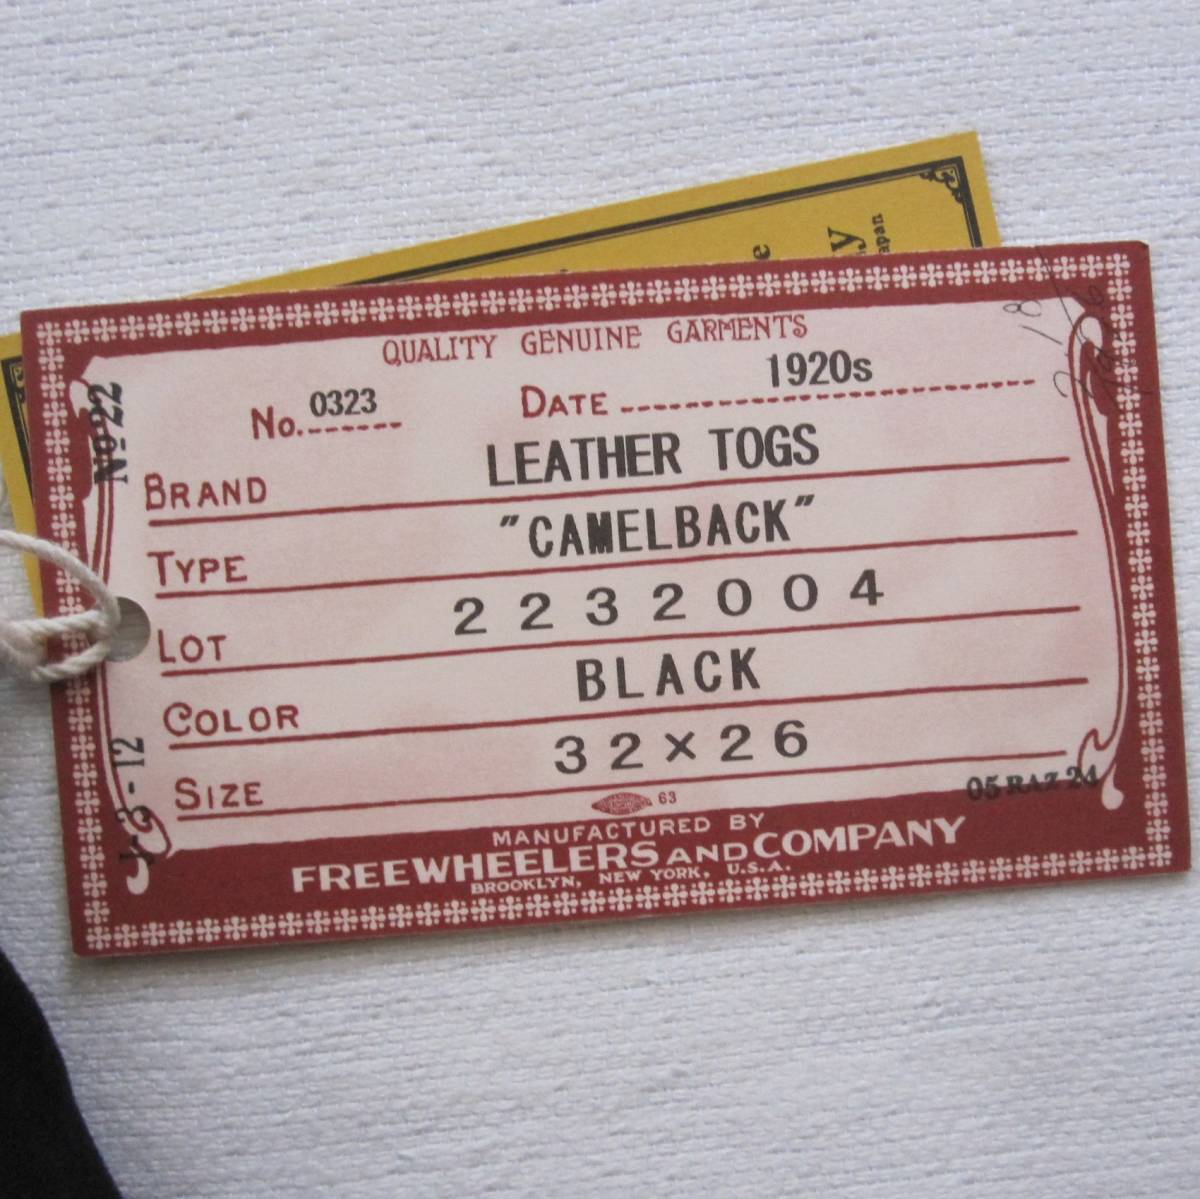 QUALITY GENUINE GARMENTS
No. 0323 DATE 1920s
BRAND LEATHER TOGS
TYPE "CAMELBACK"
LOT 2232004
COLOR BLACK
SIZE 32×26
63
MANUFACTURED BY
FREEWHEELERS AND COMPANY
BROOKLYN, NEW YORK, U.S.A.
No 22
05 RAZ 24